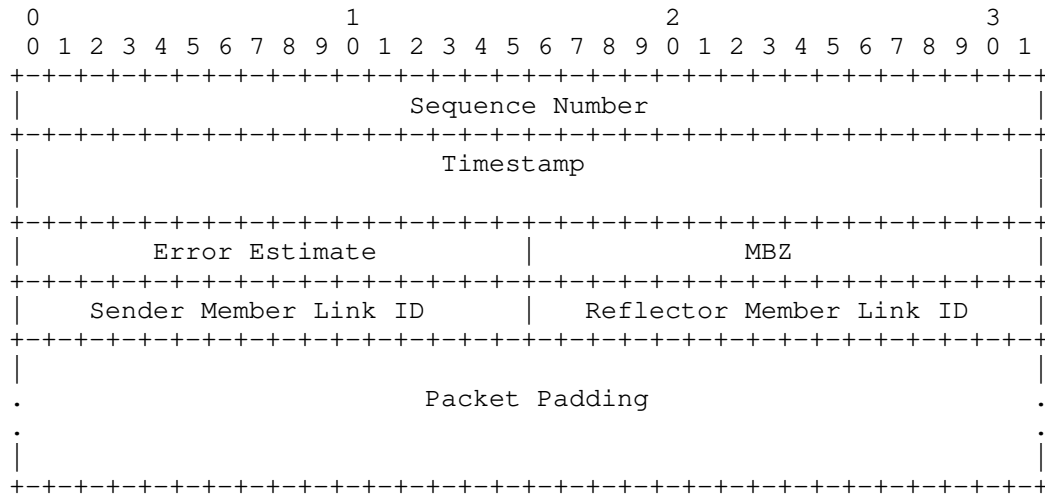 0                   1                   2                   3
 0 1 2 3 4 5 6 7 8 9 0 1 2 3 4 5 6 7 8 9 0 1 2 3 4 5 6 7 8 9 0 1
+-+-+-+-+-+-+-+-+-+-+-+-+-+-+-+-+-+-+-+-+-+-+-+-+-+-+-+-+-+-+-+-+
|                        Sequence Number                        |
+-+-+-+-+-+-+-+-+-+-+-+-+-+-+-+-+-+-+-+-+-+-+-+-+-+-+-+-+-+-+-+-+
|                          Timestamp                            |
|                                                               |
+-+-+-+-+-+-+-+-+-+-+-+-+-+-+-+-+-+-+-+-+-+-+-+-+-+-+-+-+-+-+-+-+
|        Error Estimate         |             MBZ               |
+-+-+-+-+-+-+-+-+-+-+-+-+-+-+-+-+-+-+-+-+-+-+-+-+-+-+-+-+-+-+-+-+
|    Sender Member Link ID      |   Reflector Member Link ID    |
+-+-+-+-+-+-+-+-+-+-+-+-+-+-+-+-+-+-+-+-+-+-+-+-+-+-+-+-+-+-+-+-+
|                                                               |
.                         Packet Padding                        .
.                                                               .
|                                                               |
+-+-+-+-+-+-+-+-+-+-+-+-+-+-+-+-+-+-+-+-+-+-+-+-+-+-+-+-+-+-+-+-+